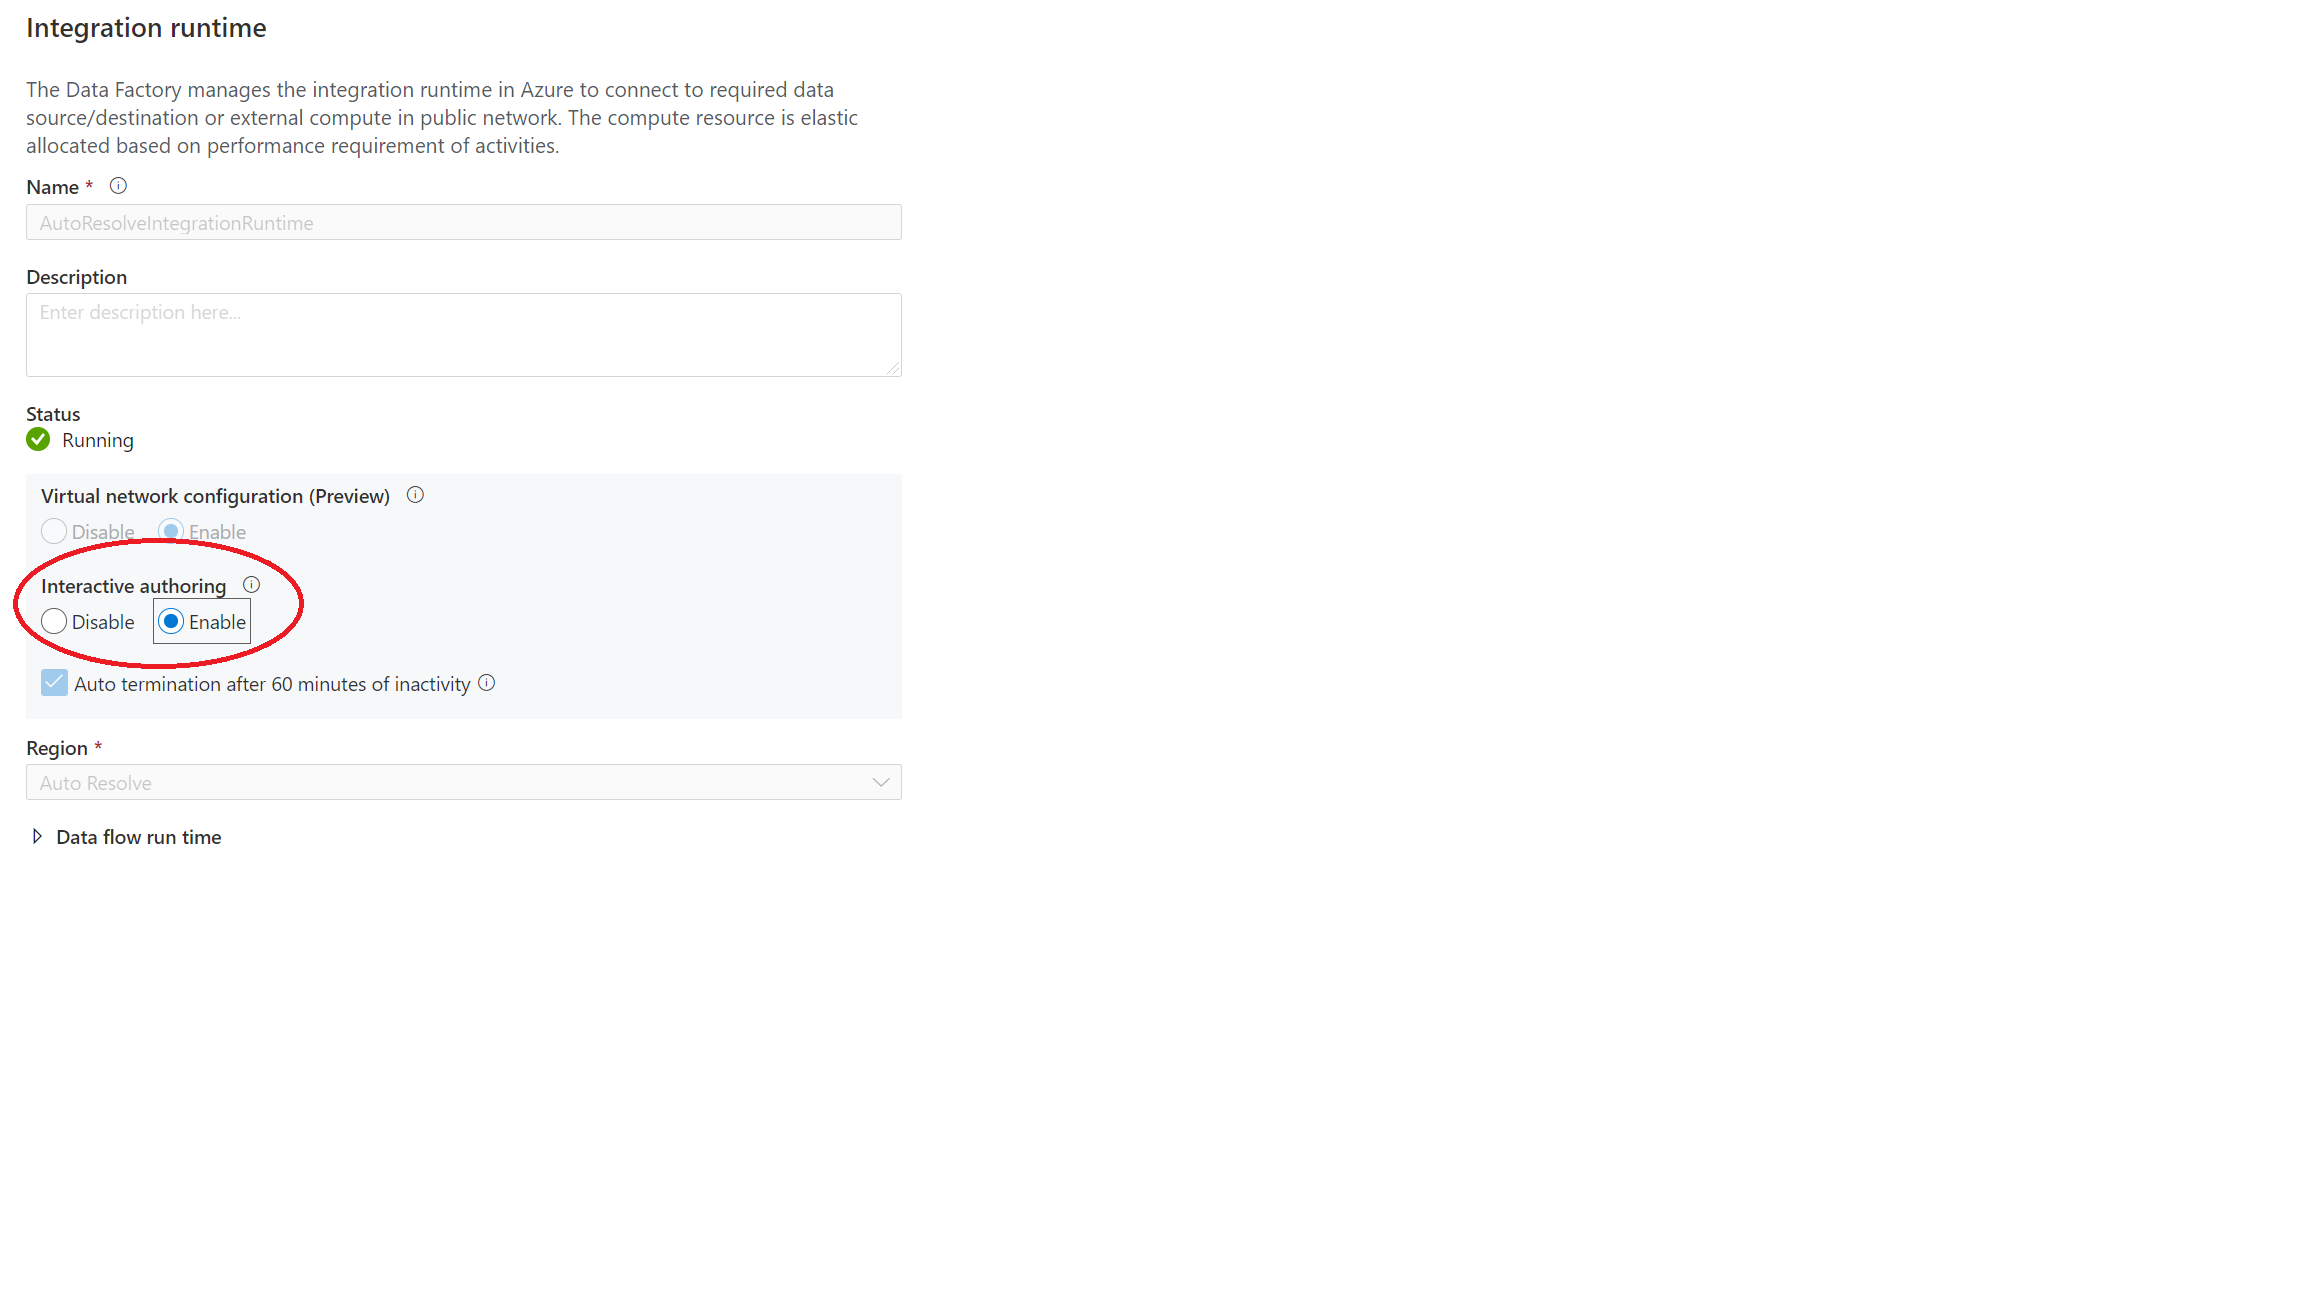 Integration runtime
The Data Factory manages the integration runtime in Azure to connect to required data
source/destination or external compute in public network. The compute resource is elastic
allocated based on performance requirement of activities.
Name *
AutoResolveIntegrationRuntime
Description
Enter description here...
Status
Running
Virtual network configuration (Preview)
Disable Enable
Interactive authoring
Disable Enable
Auto termination after 60 minutes of inactivity
Region *
Auto Resolve
Data flow run time